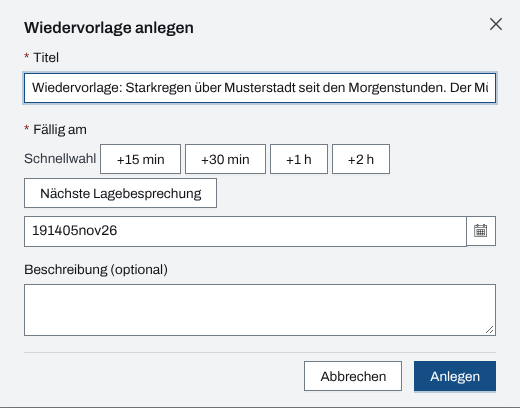 Wiedervorlage anlegen
* Titel
Wiedervorlage: Starkregen über Musterstadt seit den Morgenstunden. Der Mü
* Fällig am
Schnellwahl +15 min +30 min +1 h +2 h
Nächste Lagebesprechung
191405nov26
Beschreibung (optional)
Abbrechen Anlegen